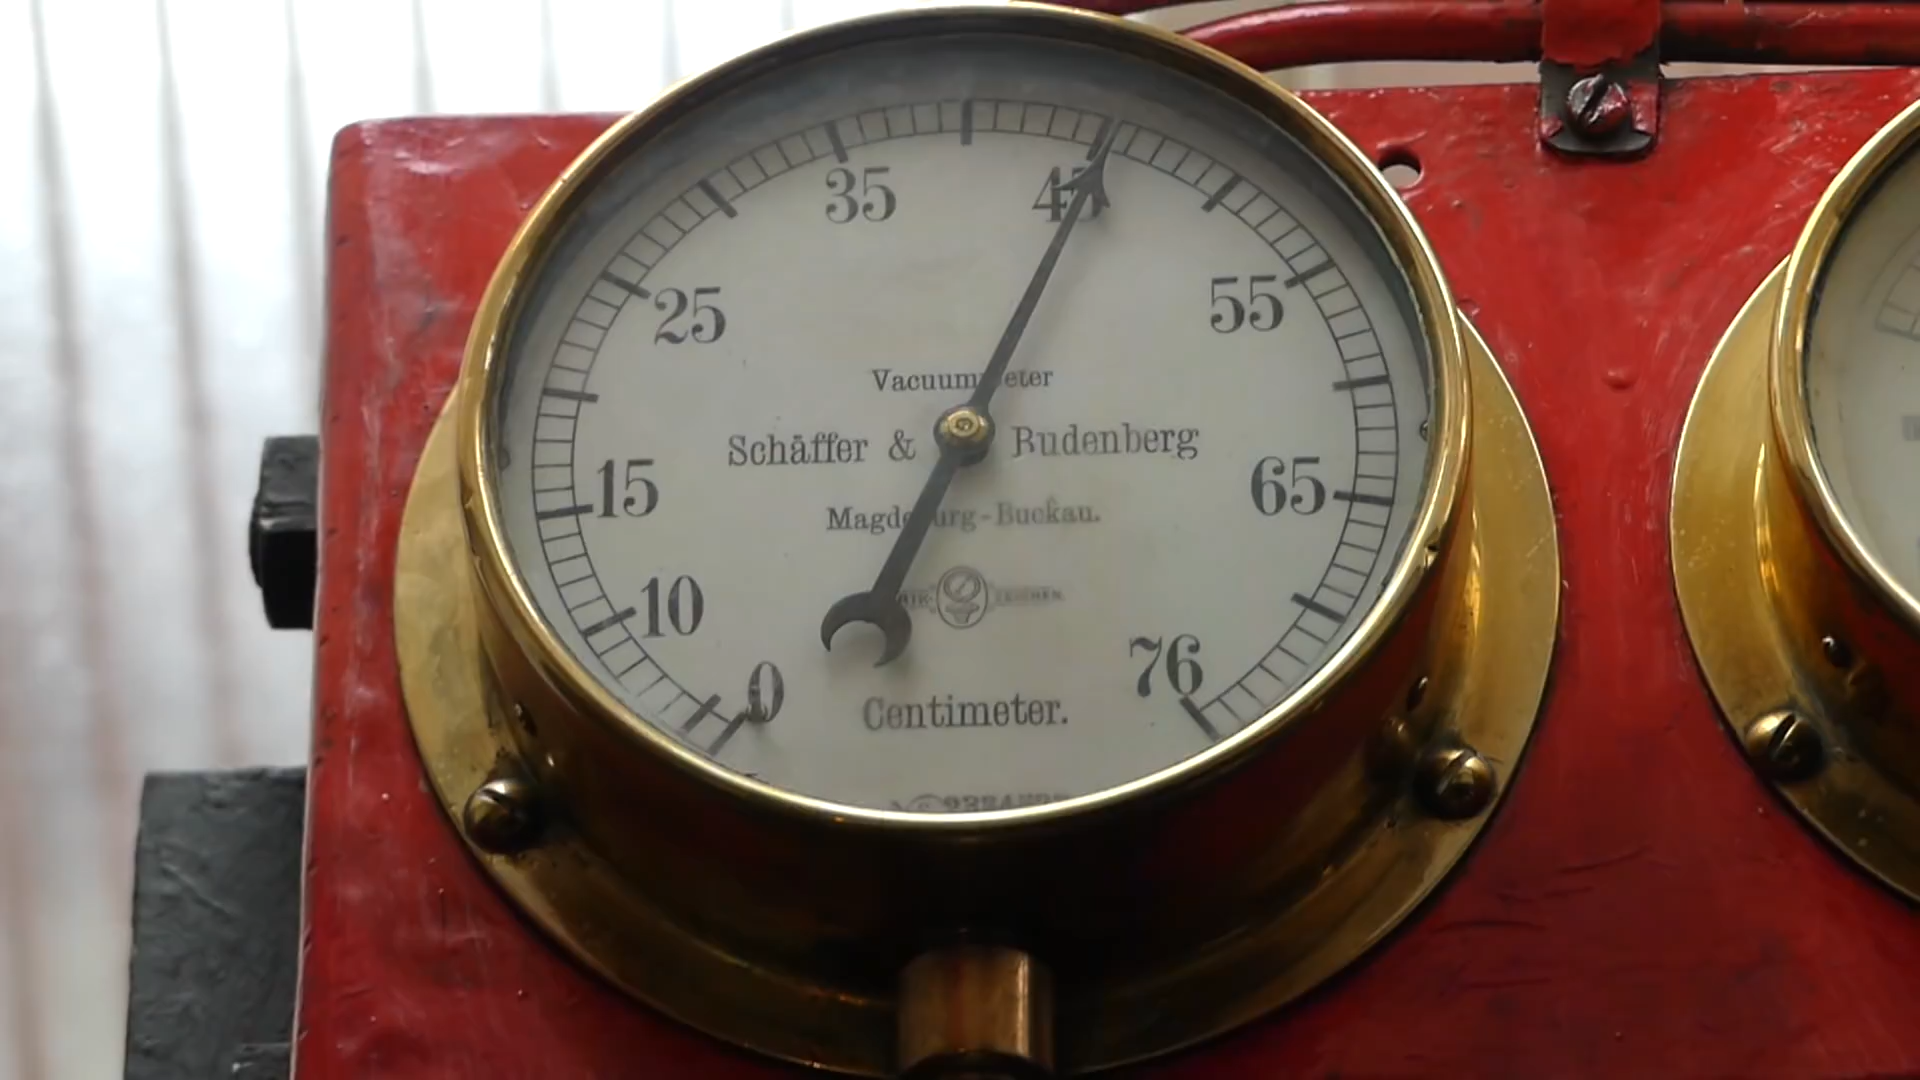 35 45
25 55
Vacuummeter
Schäffer & Budenberg
15 65
Magdeburg-Buckau.
10
0 76
Centimeter.